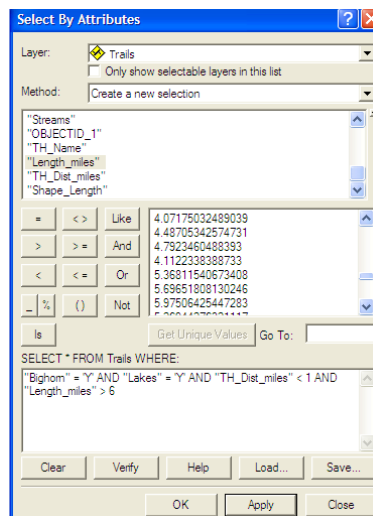 Select By Attributes
Layer: Trails
Only show selectable layers in this list
Method: Create a new selection
"Streams"
"OBJECTID_1"
"TH_Name"
"Length_miles"
"TH_Dist_miles"
"Shape_Length"
= < > Like
> > = And
< < = Or
_ % () Not
Is
4.07175032489039
4.48705342574731
4.7923460488393
4.1122338388733
5.36811540673408
5.69651808130246
5.97506425447283
Get Unique Values Go To:
SELECT * FROM Trails WHERE:
"Bighorn" = 'Y' AND "Lakes" = 'Y' AND "TH_Dist_miles" < 1 AND
"Length_miles" > 6
Clear Verify Help Load... Save...
OK Apply Close